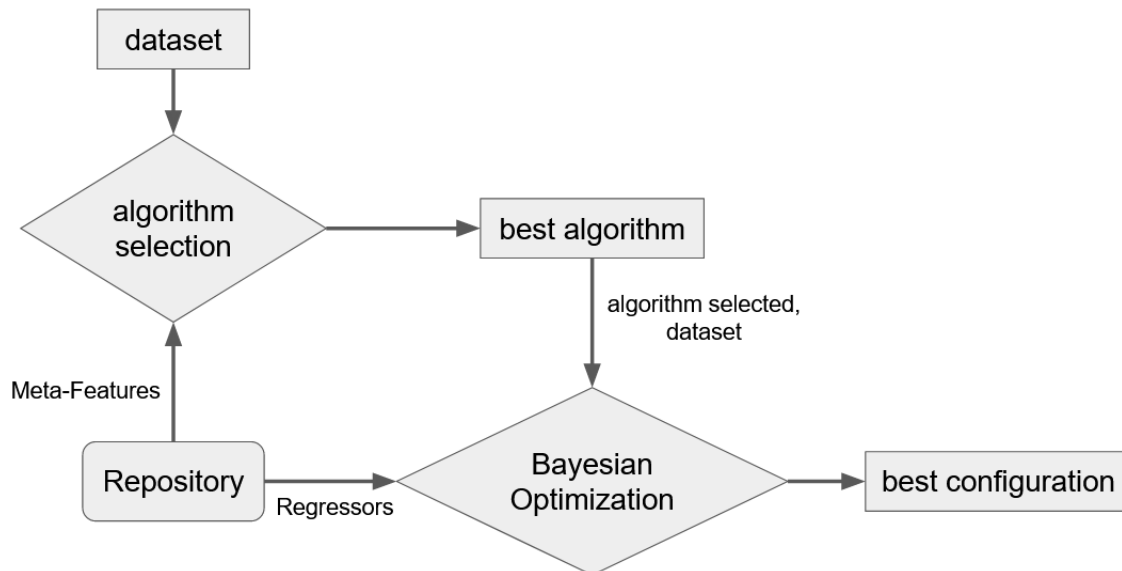 dataset
algorithm
selection
best algorithm
algorithm selected,
dataset
Meta-Features
Repository
Regressors
Bayesian
Optimization
best configuration